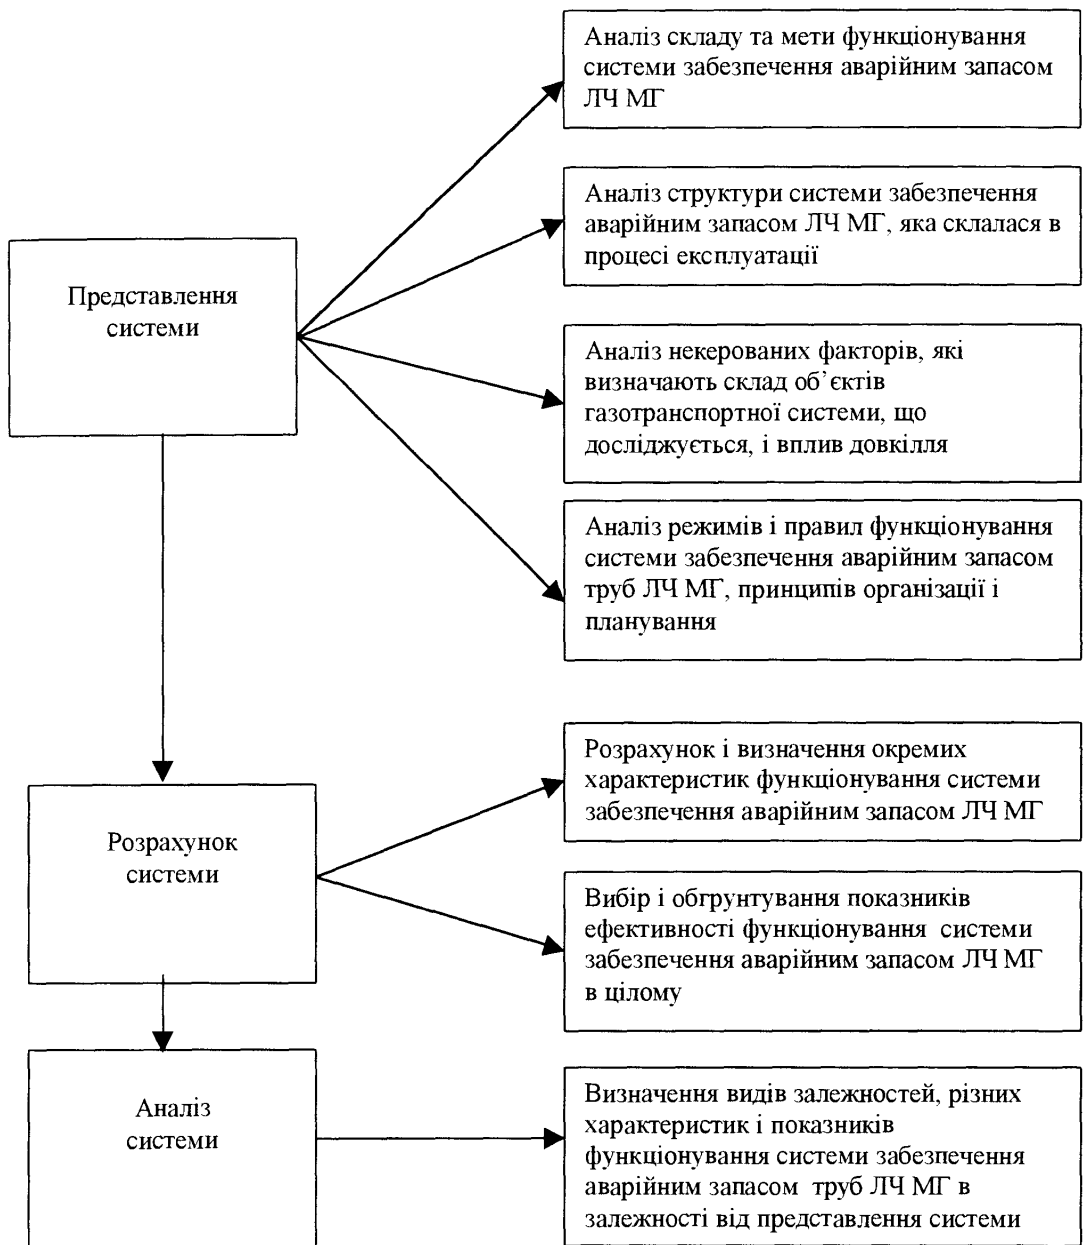 Аналіз складу та мети функціонування
системи забезпечення аварійним запасом
ЛЧ МГ
Аналіз структури системи забезпечення
аварійним запасом ЛЧ МГ, яка склалася в
процесі експлуатації
Представлення
системи
Аналіз некерованих факторів, які
визначають склад об’єктів
газотранспортної системи, що
досліджується, і вплив довкілля
Аналіз режимів і правил функціонування
системи забезпечення аварійним запасом
труб ЛЧ МГ, принципів організації і
планування
Розрахунок
системи
Розрахунок і визначення окремих
характеристик функціонування системи
забезпечення аварійним запасом ЛЧ МГ
Вибір і обгрунтування показників
ефективності функціонування системи
забезпечення аварійним запасом ЛЧ МГ
в цілому
Аналіз
системи
Визначення видів залежностей, різних
характеристик і показників
функціонування системи забезпечення
аварійним запасом труб ЛЧ МГ в
залежності від представлення системи